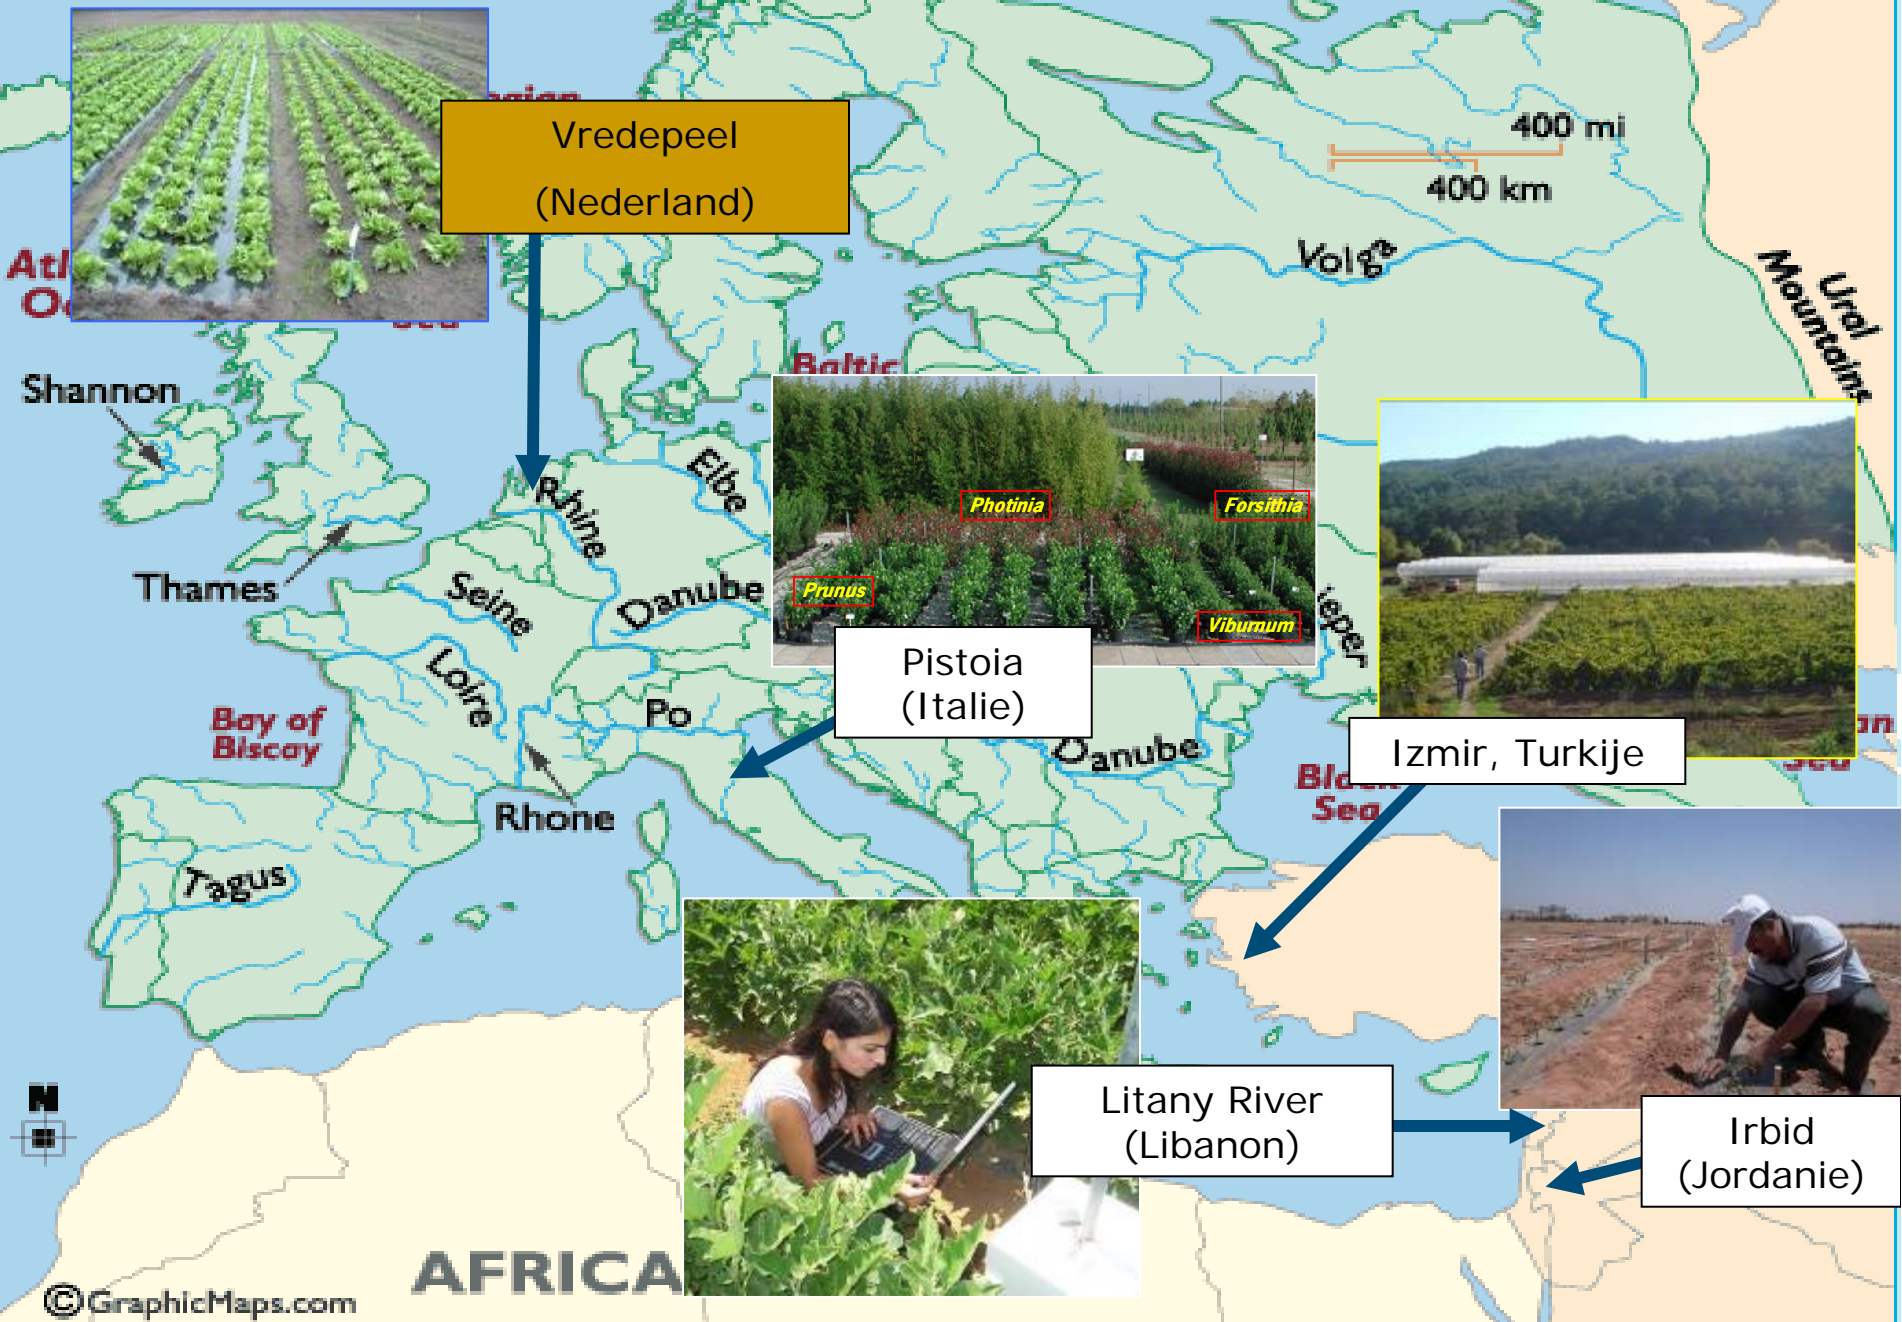 Vredepeel
(Nederland)
400 mi
400 km
Volga
Ural
Mountains
Shannon
Baltic
Elbe
Rhine
Photinia
Forsithia
Thames
Seine
Danube
Prunus
Viburnum
Loire
Pistoia
(Italie)
Po
Bay of
Biscay
Danube
Izmir, Turkije
Sea
Rhone
Tagus
Litany River
(Libanon)
Irbid
(Jordanie)
N
AFRICA
©GraphicMaps.com